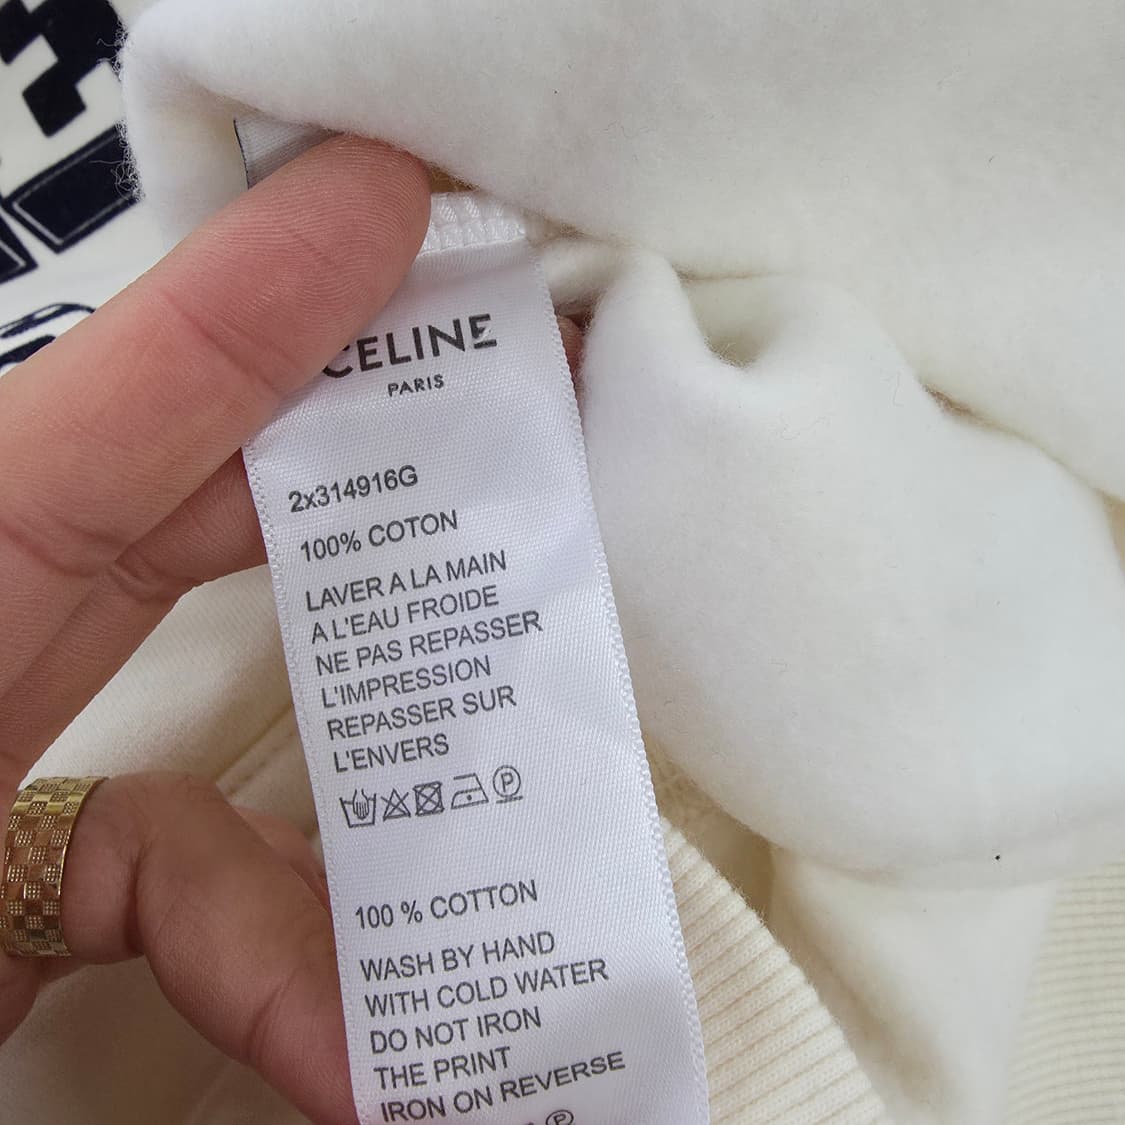 CELINE
PARIS
2x314916G
100% COTON
LAVER A LA MAIN
A L'EAU FROIDE
NE PAS REPASSER
L'IMPRESSION
REPASSER SUR
L'ENVERS
P
100 % COTTON
WASH BY HAND
WITH COLD WATER
DO NOT IRON
THE PRINT
IRON ON REVERSE
P